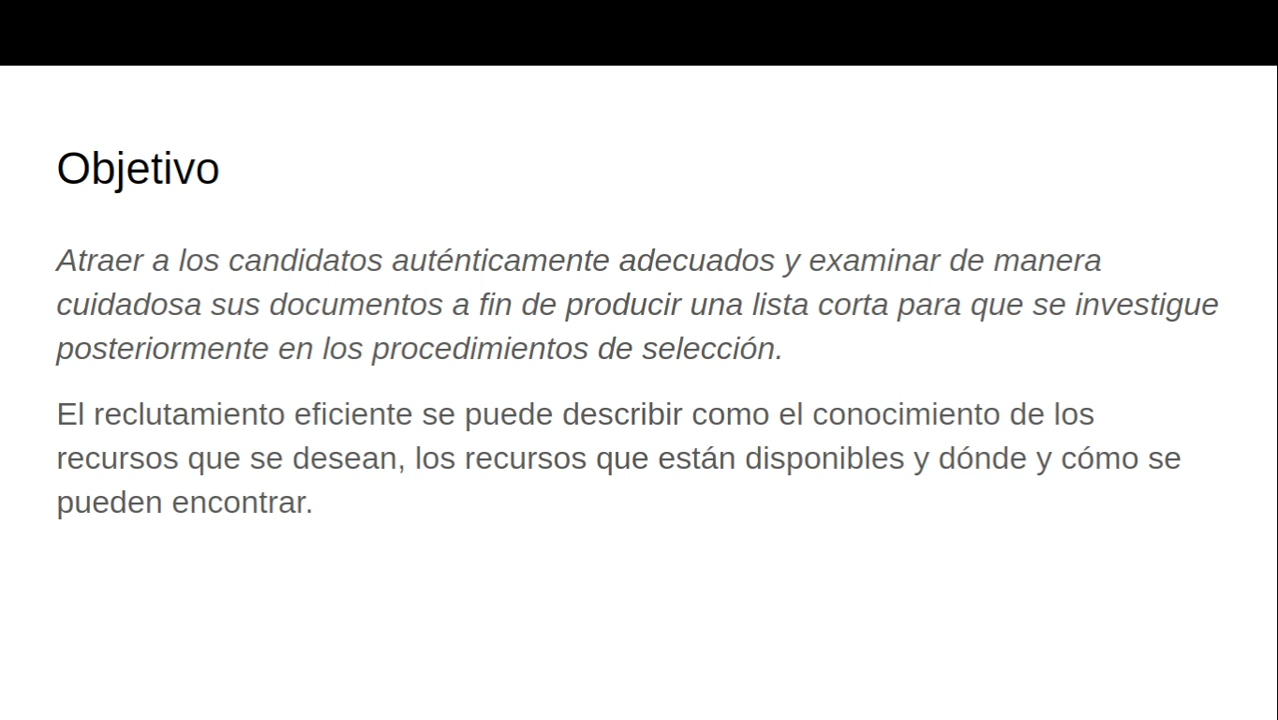 Objetivo
Atraer a los candidatos auténticamente adecuados y examinar de manera
cuidadosa sus documentos a fin de producir una lista corta para que se investigue
posteriormente en los procedimientos de selección.
El reclutamiento eficiente se puede describir como el conocimiento de los
recursos que se desean, los recursos que están disponibles y dónde y cómo se
pueden encontrar.